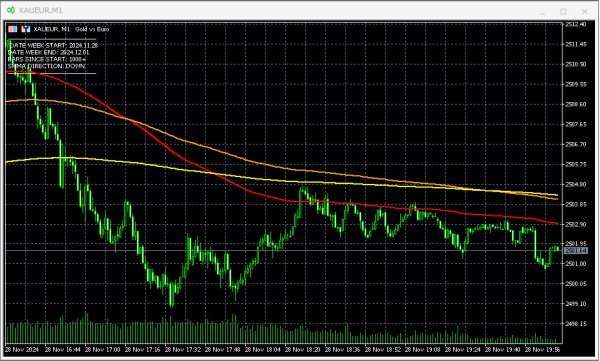 XAUEUR,M1
XAUEUR, M1: Gold vs Euro
DATE WEEK START: 2024.11.28
DATE WEEK END: 2024.12.01
BARS SINCE START: 1000+
SMMA DIRECTION: DOWN
2512.40
2511.45
2510.50
2509.55
2508.60
2507.65
2506.70
2505.75
2504.80
2503.85
2502.90
2501.95
2501.64
2501.00
2500.05
2499.10
2498.15
28 Nov 2024
28 Nov 16:44
28 Nov 17:00
28 Nov 17:16
28 Nov 17:32
28 Nov 17:48
28 Nov 18:04
28 Nov 18:20
28 Nov 18:36
28 Nov 18:52
28 Nov 19:08
28 Nov 19:24
28 Nov 19:40
28 Nov 19:56